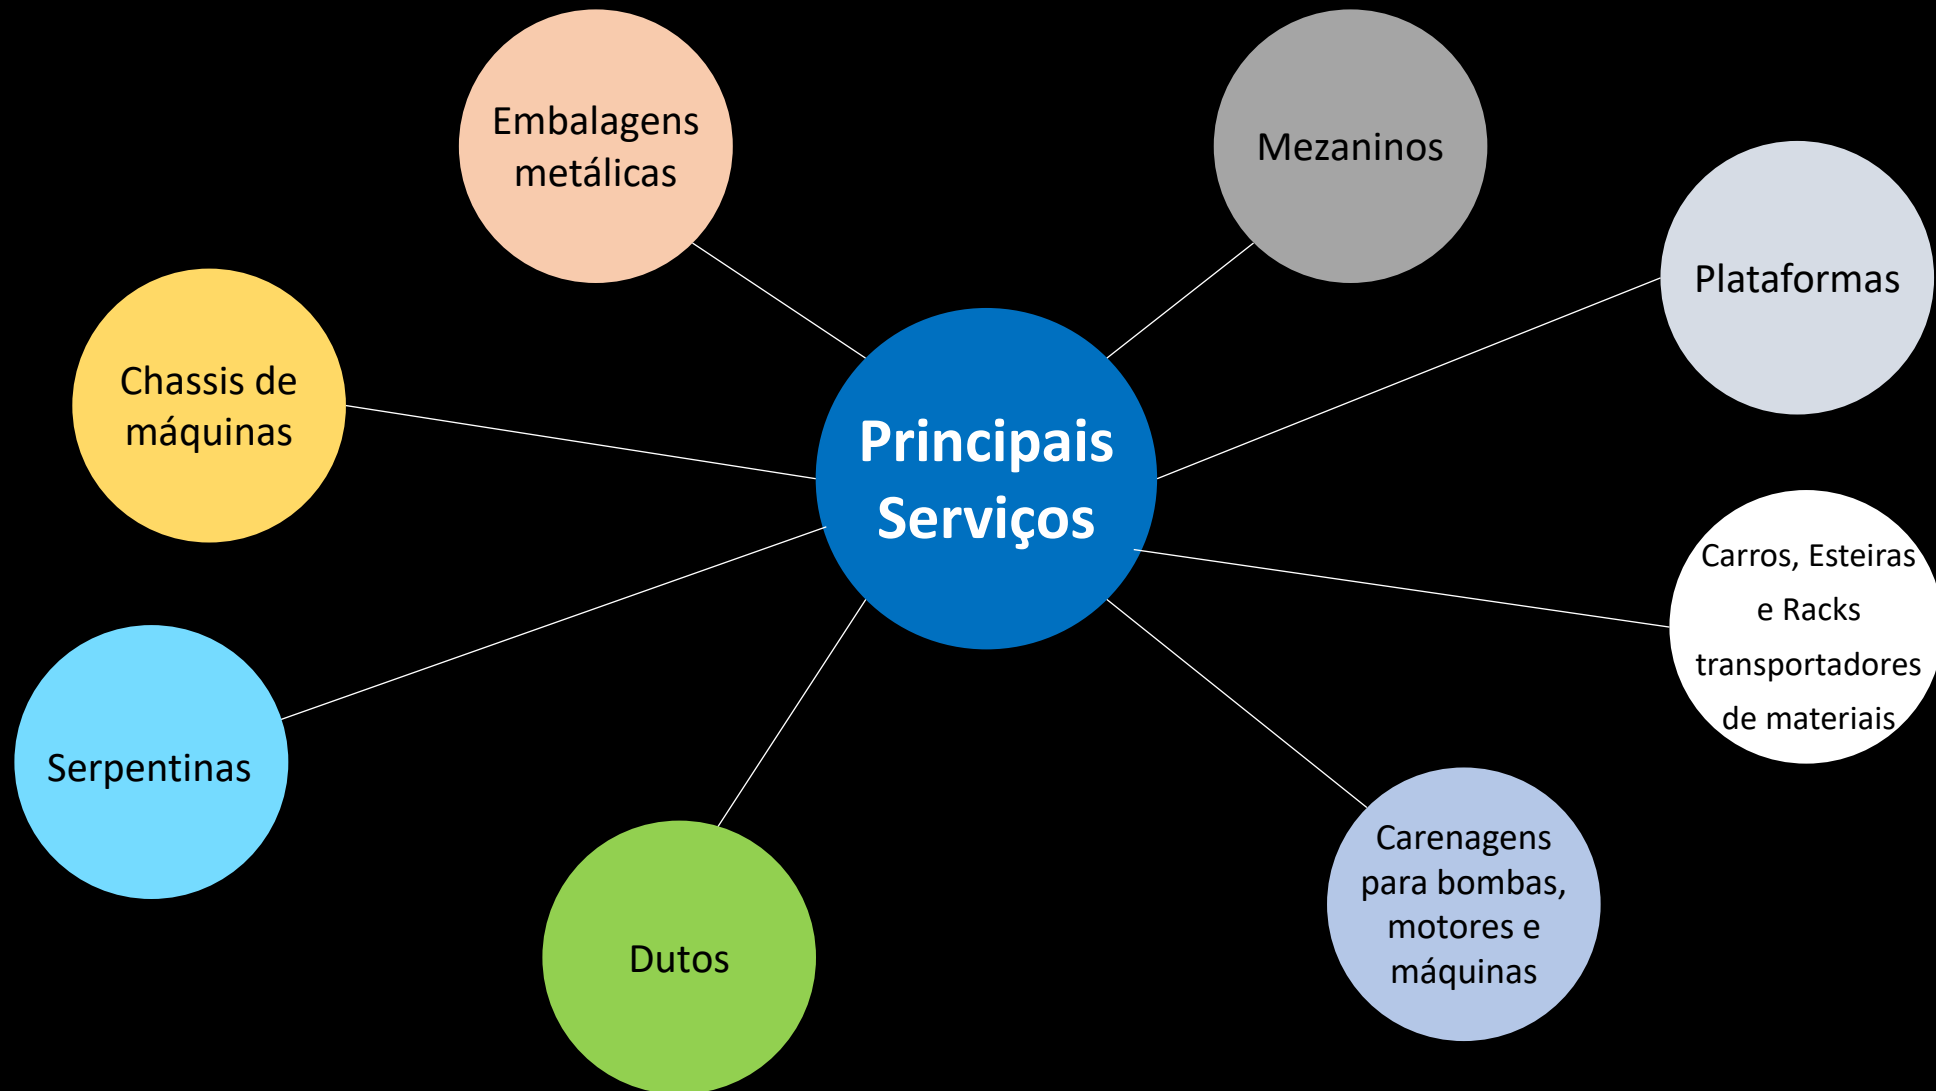 Embalagens
metálicas
Mezaninos
Plataformas
Chassis de
máquinas
Principais
Serviços
Carros, Esteiras
e Racks
transportadores
de materiais
Serpentinas
Carenagens
para bombas,
motores e
máquinas
Dutos